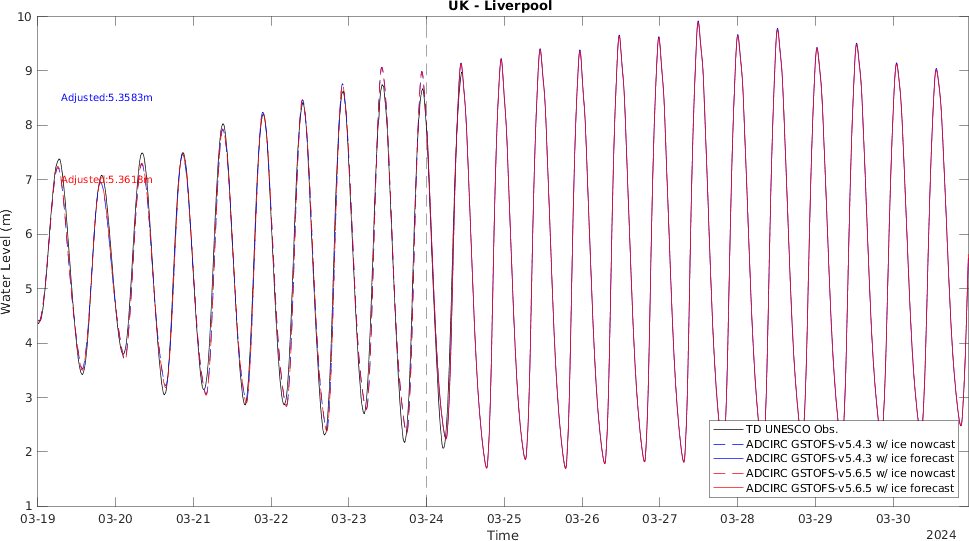 UK - Liverpool
10
9
8
7
6
5
4
3
2
1
Water Level (m)
Adjusted:5.3583m
Adjusted:5.3618m
TD UNESCO Obs.
ADCIRC GSTOFS-v5.4.3 w/ ice nowcast
ADCIRC GSTOFS-v5.4.3 w/ ice forecast
ADCIRC GSTOFS-v5.6.5 w/ ice nowcast
ADCIRC GSTOFS-v5.6.5 w/ ice forecast
03-19 03-20 03-21 03-22 03-23 03-24 03-25 03-26 03-27 03-28 03-29 03-30
Time
2024